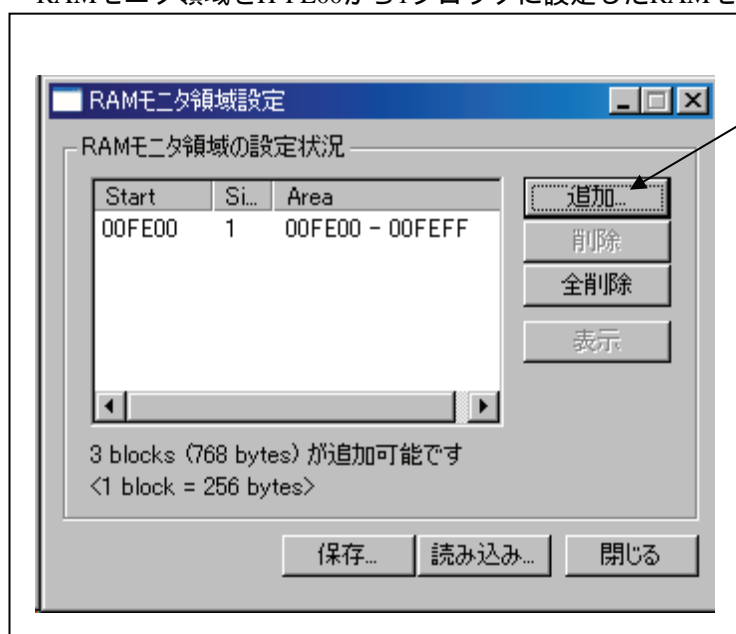 RAMモニタ領域設定
RAMモニタ領域の設定状況
Start Si... Area
00FE00 1 00FE00 - 00FEFF
追加...
削除
全削除
表示
3 blocks (768 bytes) が追加可能です
<1 block = 256 bytes>
保存... 読み込み... 閉じる